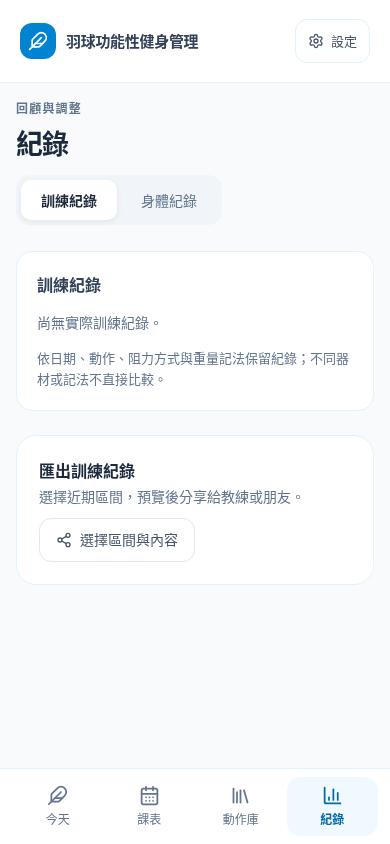 羽球功能性健身管理
設定
回顧與調整
紀錄
訓練紀錄
身體紀錄
訓練紀錄
尚無實際訓練紀錄。
依日期、動作、阻力方式與重量記法保留紀錄；不同器
材或記法不直接比較。
匯出訓練紀錄
選擇近期區間，預覽後分享給教練或朋友。
選擇區間與內容
今天
課表
動作庫
紀錄